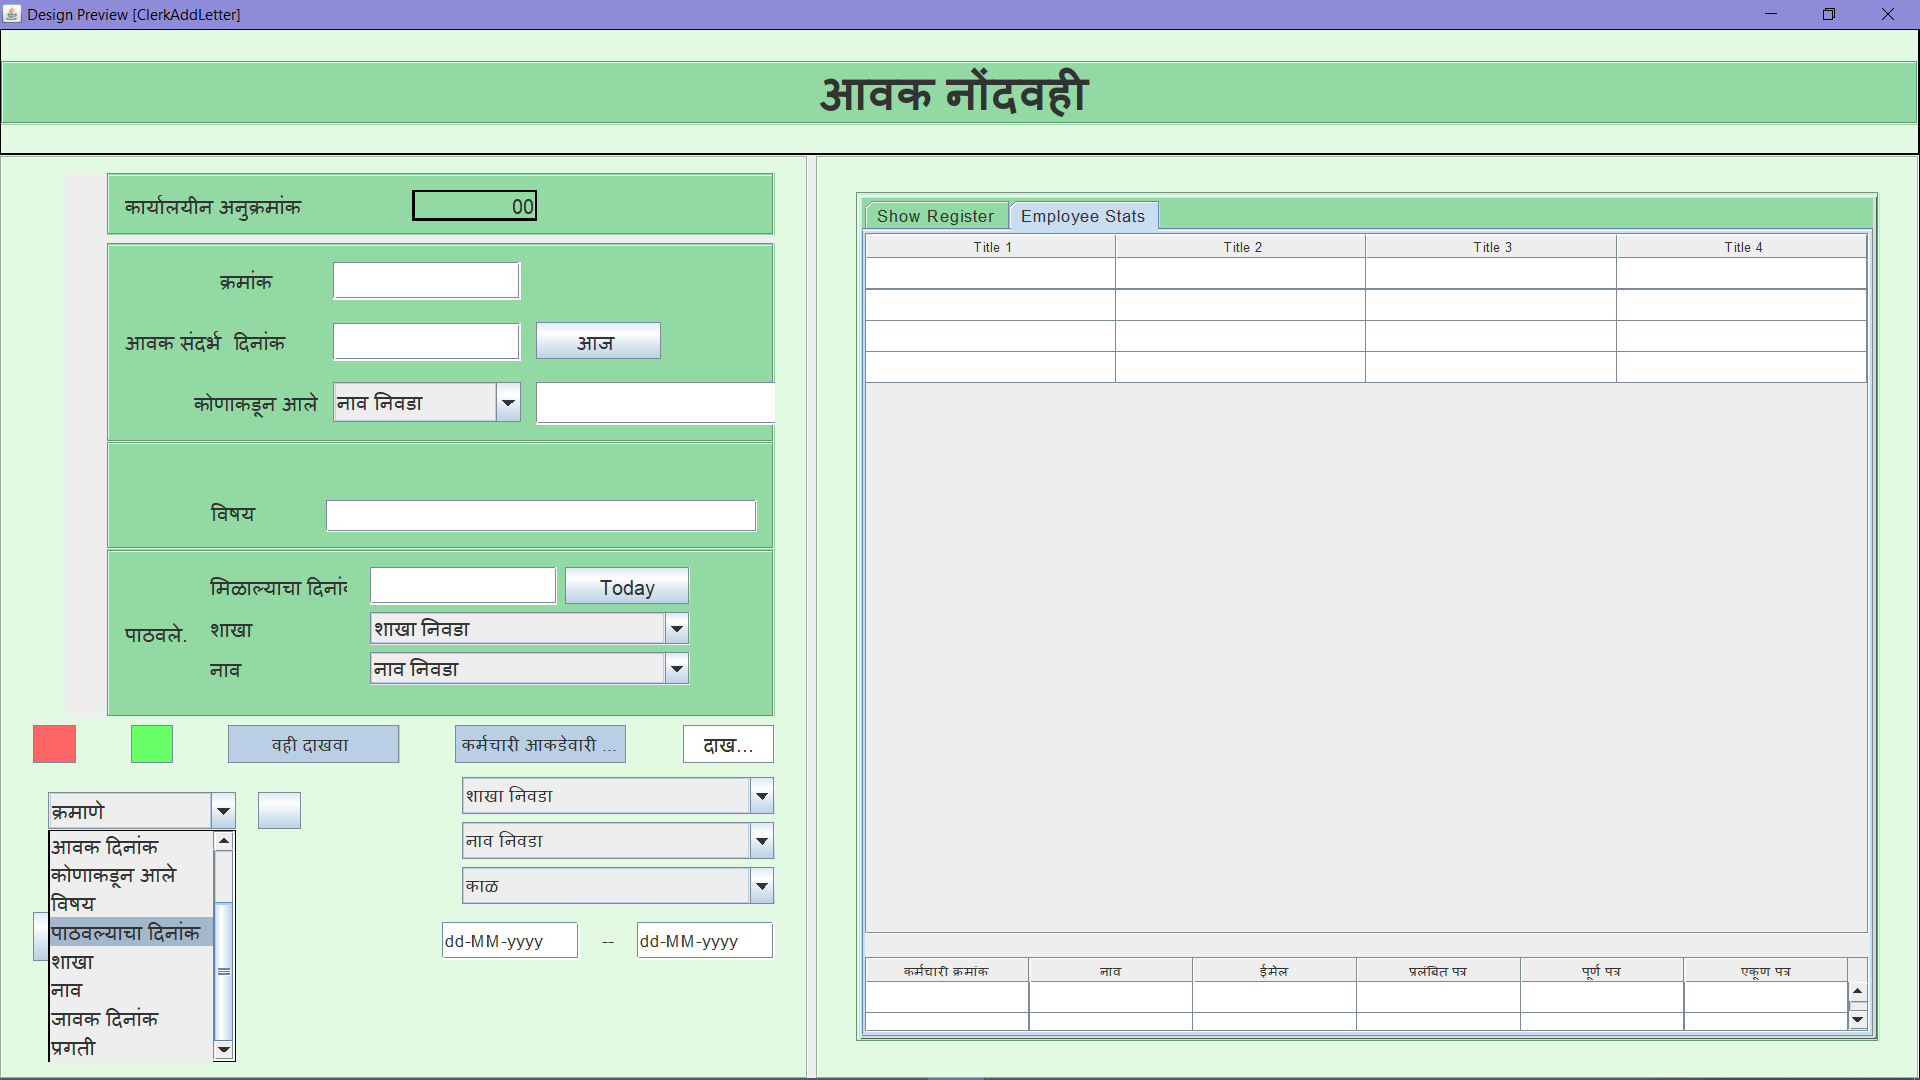 Design Preview [ClerkAddLetter]
आवक नोंदवही
कार्यालयीन अनुक्रमांक 00
क्रमांक
आवक संदर्भ दिनांक आज
कोणाकडून आले नाव निवडा
विषय
मिळाल्याचा Today
पाठवले. शाखा शाखा निवडा
नाव नाव निवडा
वही दाखवा कर्मचारी आकडेवारी ... दाख...
क्रमाणे
आवक दिनांक
कोणाकडून आले
विषय
पाठवल्याचा दिनांक
शाखा
नाव
जावक दिनांक
प्रगती
शाखा निवडा
नाव निवडा
काळ
dd-MM-yyyy -- dd-MM-yyyy
Show Register Employee Stats
Title 1 Title 2 Title 3 Title 4
कर्मचारी क्रमांक नाव ईमेल प्रलंबित पत्र पूर्ण पत्र एकूण पत्र